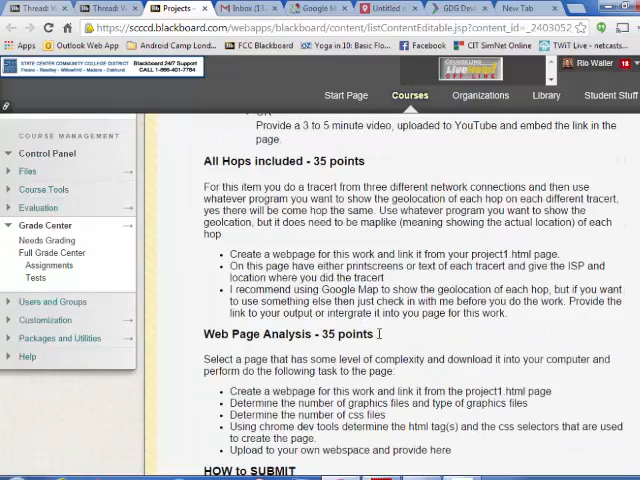 Thread: W
Thread: W
Projects -
Inbox (13.
Google M
Untitled n
GDG Dev
New Tab
https://scccd.blackboard.com/webapps/blackboard/content/listContentEditable.jsp?content_id=_2403052
Apps
Outlook Web App
Android Camp Londo
FCC Blackboard
Yoga in 10: Basic Flo
Facebook
CIT SimNet Online
TWiT Live - netcasts
STATE CENTER COMMUNITY COLLEGE DISTRICT
Blackboard 24/7 Support
CALL 1-866-401-7784
LiveHelp!
OFF LINE
Rio Waller
18
Start Page
Courses
Organizations
Library
Student Stuff
COURSE MANAGEMENT
Control Panel
Files
Course Tools
Evaluation
Grade Center
Needs Grading
Full Grade Center
Assignments
Tests
Users and Groups
Customization
Packages and Utilities
Help
Provide a 3 to 5 minute video, uploaded to YouTube and embed the link in the
page.
All Hops included - 35 points
For this item you do a tracert from three different network connections and then use
whatever program you want to show the geolocation of each hop on each different tracert,
yes there will be come hop the same. Use whatever program you want to show the
geolocation, but it does need to be maplike (meaning showing the actual location) of each
hop
• Create a webpage for this work and link it from your project1.html page.
• On this page have either printscreens or text of each tracert and give the ISP and
location where you did the tracert
• I recommend using Google Map to show the geolocation of each hop, but if you want
to use something else then just check in with me before you do the work. Provide the
link to your output or intergrate it into you page for this work.
Web Page Analysis - 35 points
Select a page that has some level of complexity and download it into your computer and
perform do the following task to the page:
• Create a webpage for this work and link it from the project1.html page
• Determine the number of graphics files and type of graphics files
• Determine the number of css files
• Using chrome dev tools determine the html tag(s) and the css selectors that are used
to create the page.
• Upload to your own webspace and provide here
HOW to SUBMIT